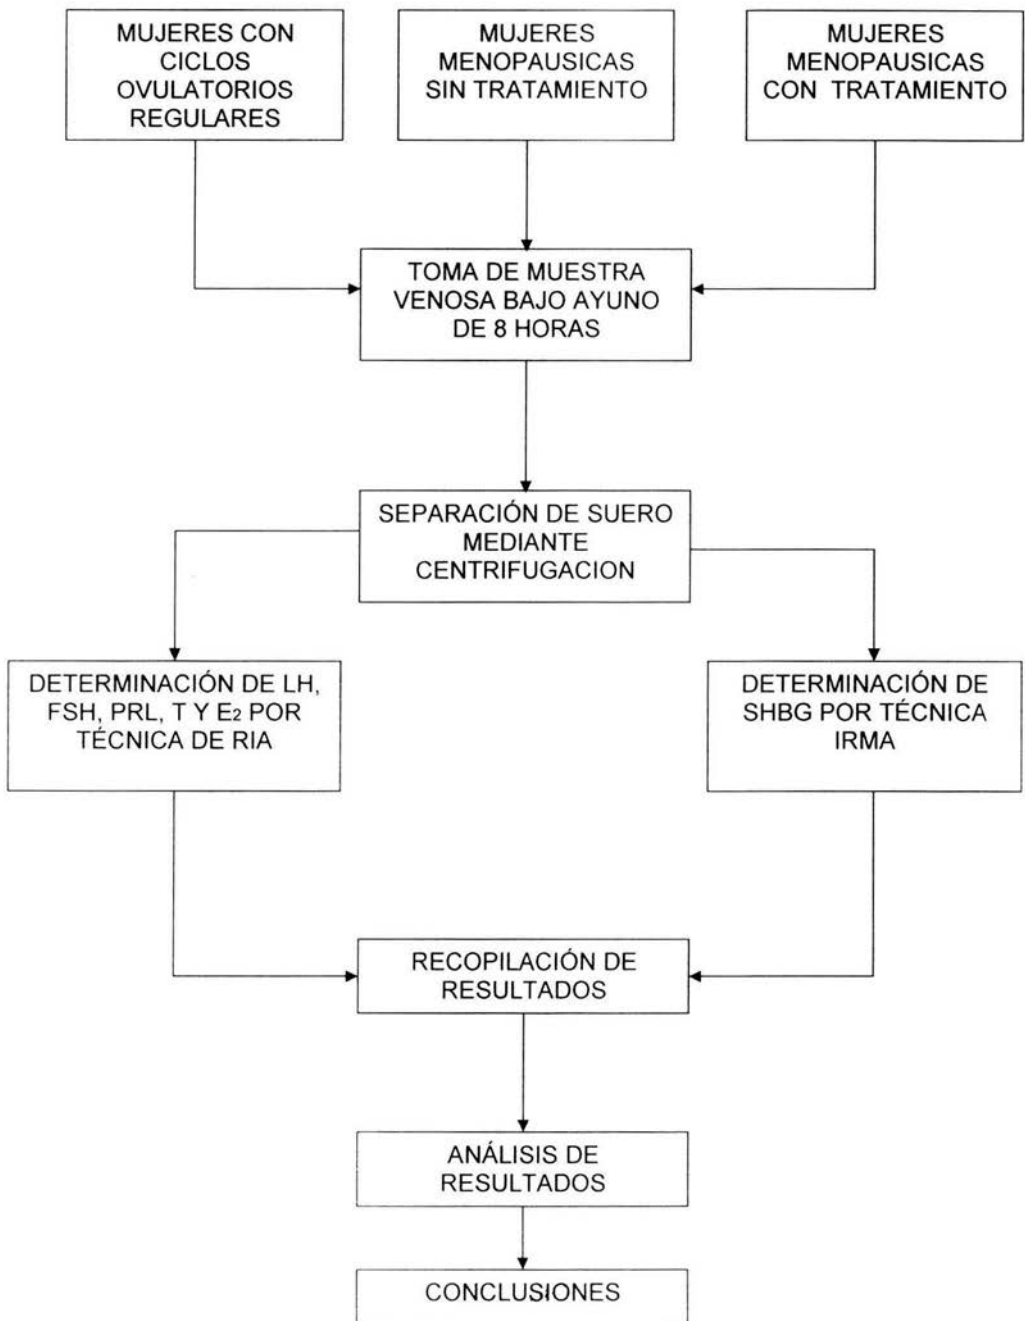 MUJERES CON
CICLOS
OVULATORIOS
REGULARES
MUJERES
MENOPAUSICAS
SIN TRATAMIENTO
MUJERES
MENOPAUSICAS
CON TRATAMIENTO
TOMA DE MUESTRA
VENOSA BAJO AYUNO
DE 8 HORAS
SEPARACIÓN DE SUERO
MEDIANTE
CENTRIFUGACION
DETERMINACIÓN DE LH,
FSH, PRL, T Y E2 POR
TÉCNICA DE RIA
DETERMINACIÓN DE
SHBG POR TÉCNICA
IRMA
RECOPILACIÓN DE
RESULTADOS
ANÁLISIS DE
RESULTADOS
CONCLUSIONES